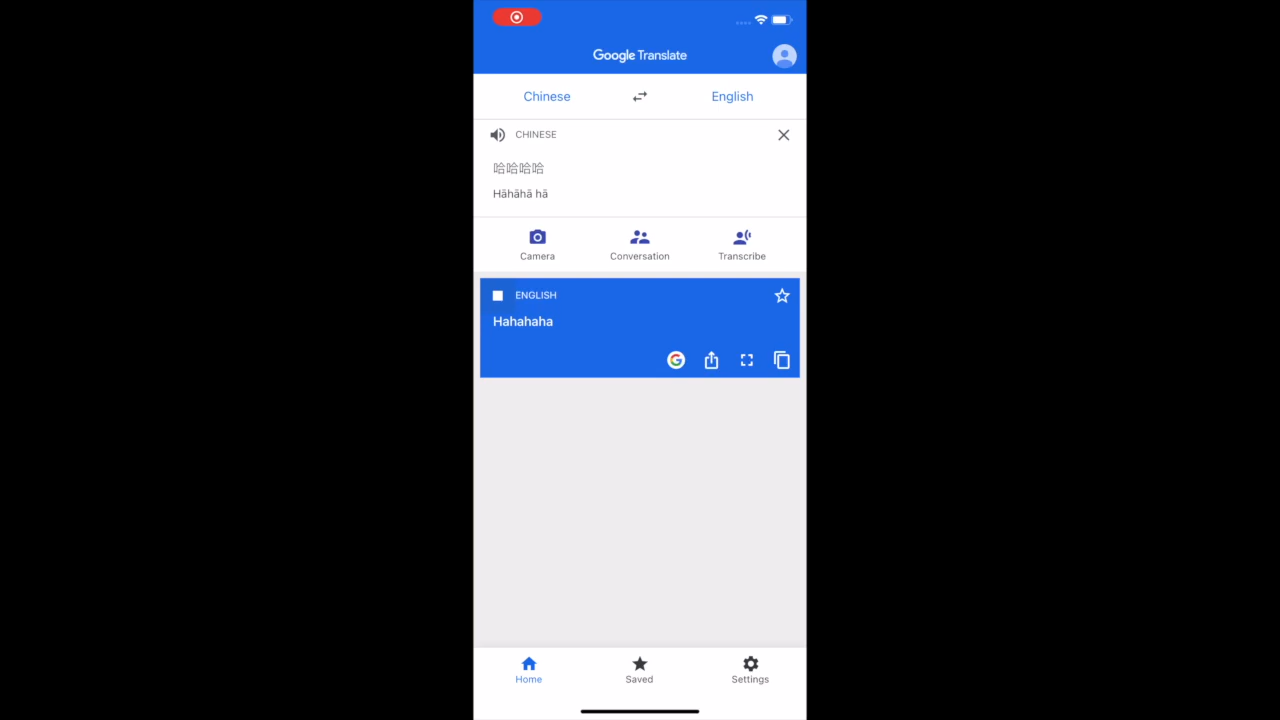 Google Translate
Chinese English
CHINESE
哈哈哈哈
Hāhāhā hā
Camera Conversation Transcribe
ENGLISH
Hahahaha
G
Home Saved Settings